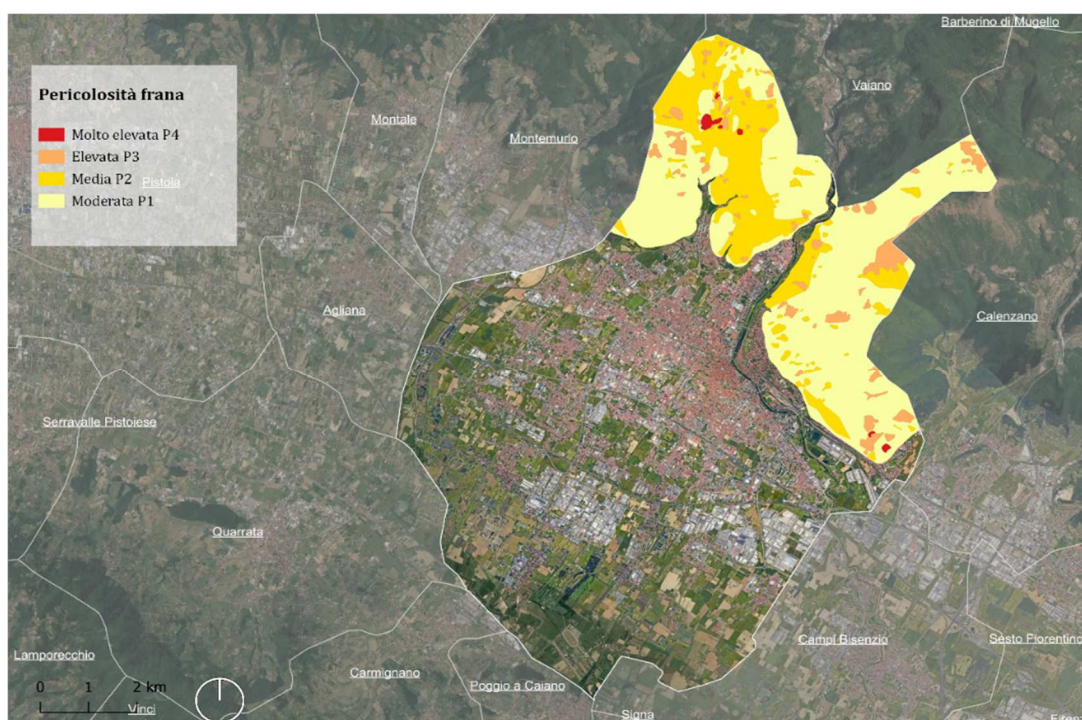 Barberino di Mugello
Vaiano
Pericolosità frana
Molto elevata P4
Elevata P3
Media P2
Moderata P1
Pistoia
Montale
Montemurlo
Agliana
Calenzano
Serravalle Pistoiese
Quarrata
Campi Bisenzio
Sesto Fiorentino
Lamporecchio
Carmignano
Poggio a Caiano
0 1 2 km
Vinci
Signa